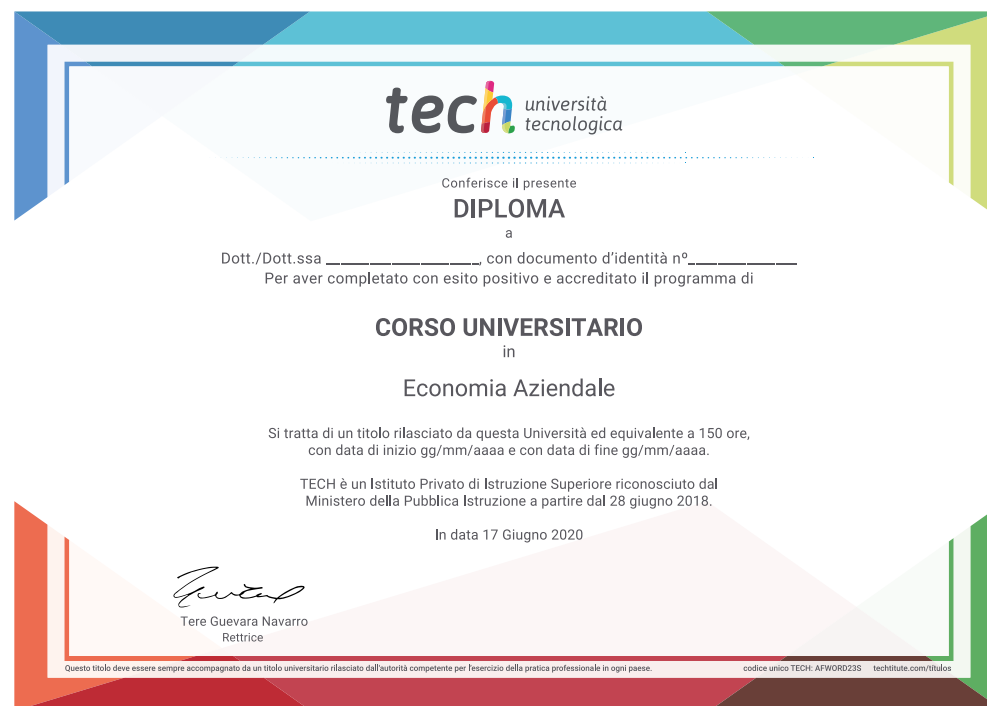 tech università
tecnologica
Conferisce il presente
DIPLOMA
a
Dott./Dott.ssa _________________, con documento d'identità nº____________
Per aver completato con esito positivo e accreditato il programma di
CORSO UNIVERSITARIO
in
Economia Aziendale
Si tratta di un titolo rilasciato da questa Università ed equivalente a 150 ore,
con data di inizio gg/mm/aaaa e con data di fine gg/mm/aaaa.
TECH è un Istituto Privato di Istruzione Superiore riconosciuto dal
Ministero della Pubblica Istruzione a partire dal 28 giugno 2018.
In data 17 Giugno 2020
Tere Guevara Navarro
Rettrice
Questo titolo deve essere sempre accompagnato da un titolo universitario rilasciato dall'autorità competente per l'esercizio della pratica professionale in ogni paese. codice unico TECH: AFWORD23S techtitute.com/titulos